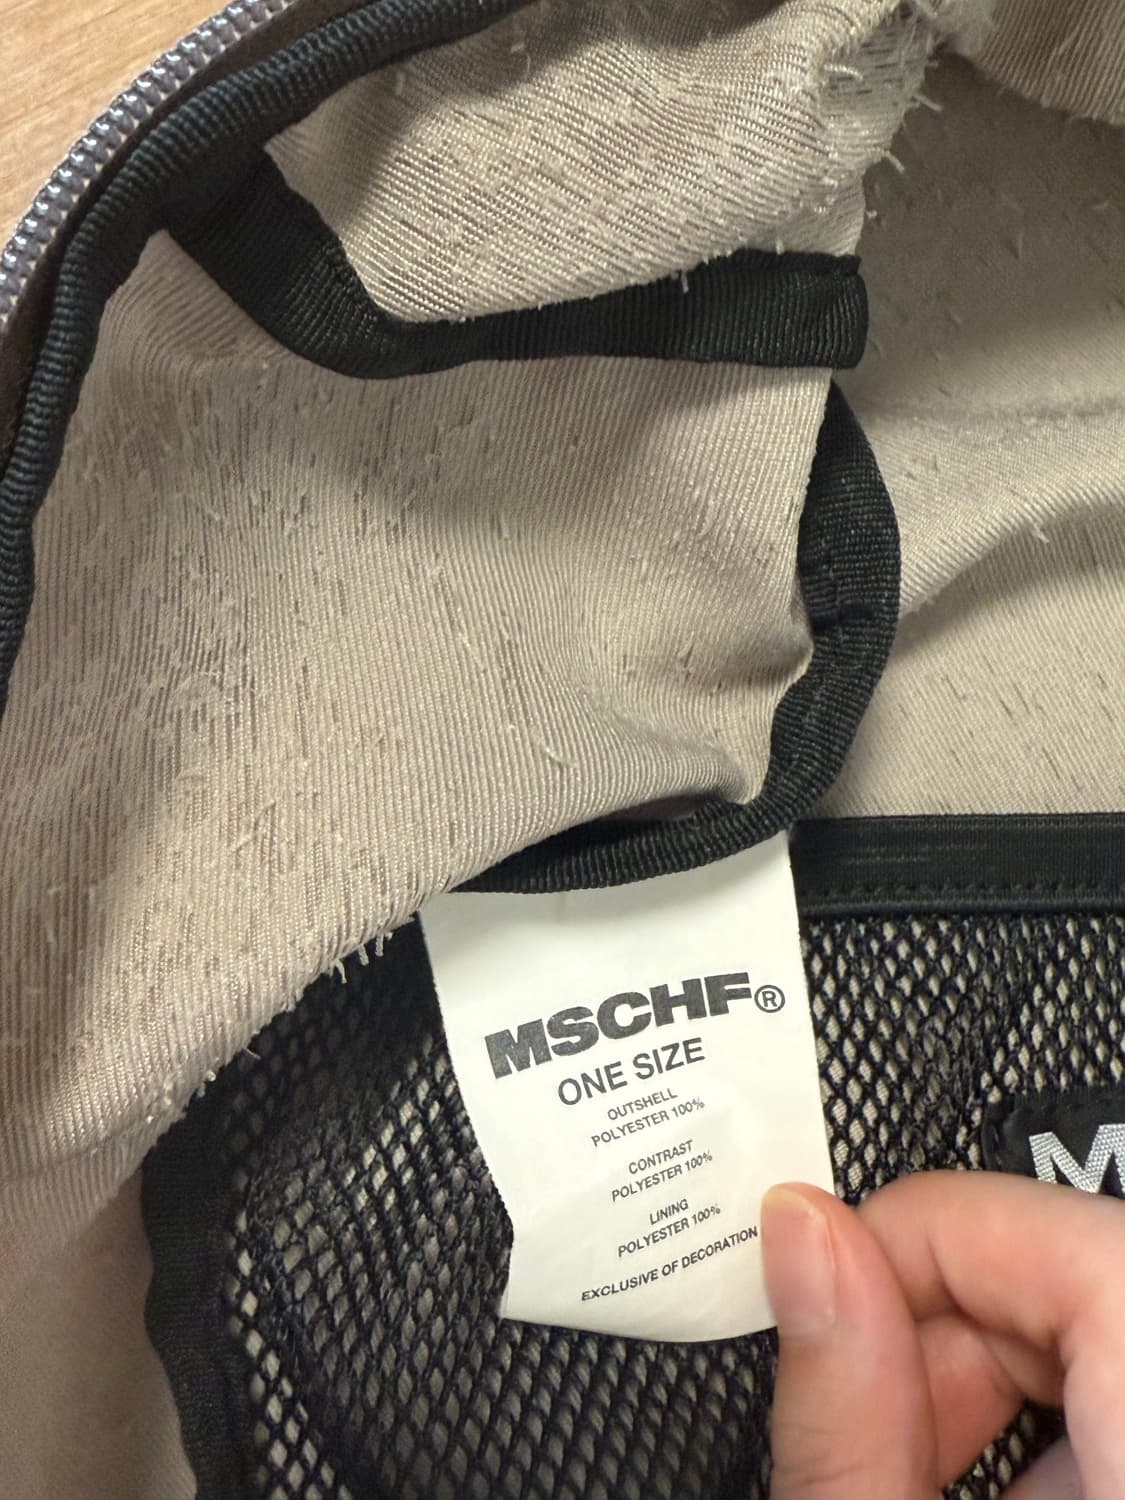 MSCHF®
ONE SIZE
OUTSHELL
POLYESTER 100%
CONTRAST
POLYESTER 100%
LINING
POLYESTER 100%
EXCLUSIVE OF DECORATION
M